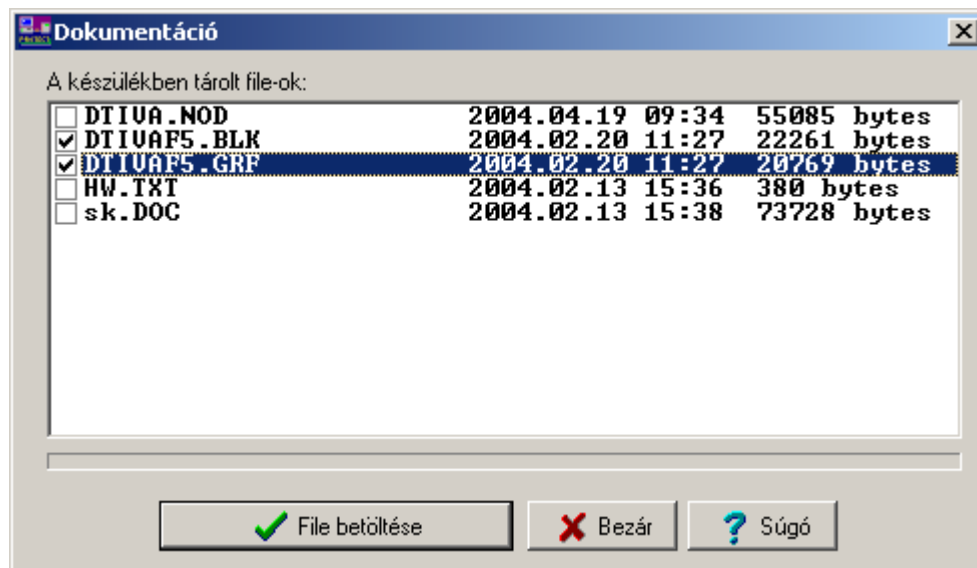 Dokumentáció
A készülékben tárolt file-ok:
DTIVA.NOD 2004.04.19 09:34 55085 bytes
DTIVAF5.BLK 2004.02.20 11:27 22261 bytes
DTIVAF5.GRF 2004.02.20 11:27 20769 bytes
HW.TXT 2004.02.13 15:36 380 bytes
sk.DOC 2004.02.13 15:38 73728 bytes
File betöltése Bezár Súgó